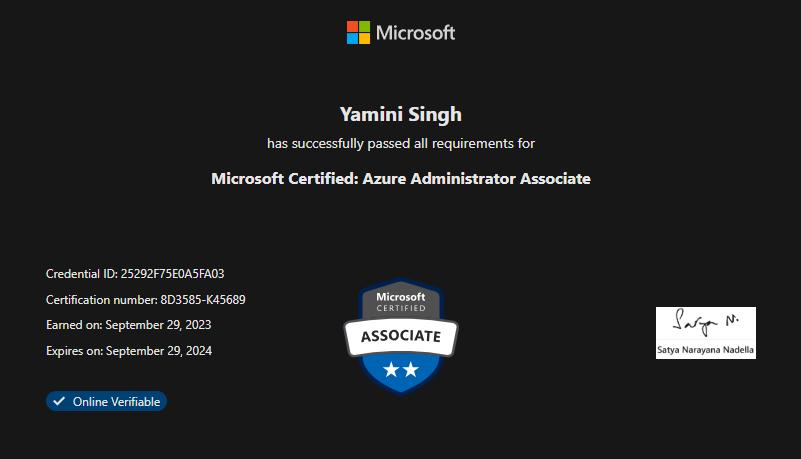 Microsoft
Yamini Singh
has successfully passed all requirements for
Microsoft Certified: Azure Administrator Associate
Credential ID: 25292F75E0A5FA03
Certification number: 8D3585-K45689
Earned on: September 29, 2023
Expires on: September 29, 2024
Online Verifiable
Microsoft
CERTIFIED
ASSOCIATE
Satya N.
Satya Narayana Nadella